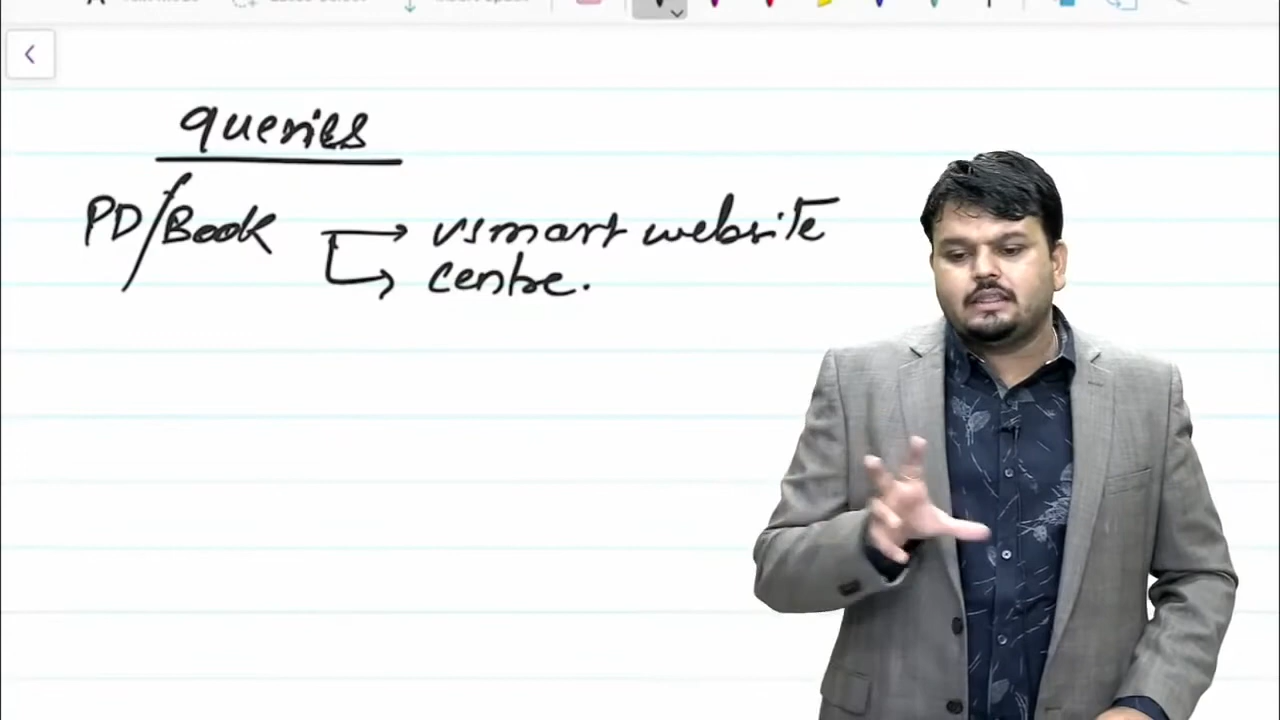 queries
PD/Book → vsmart website
→ centre.